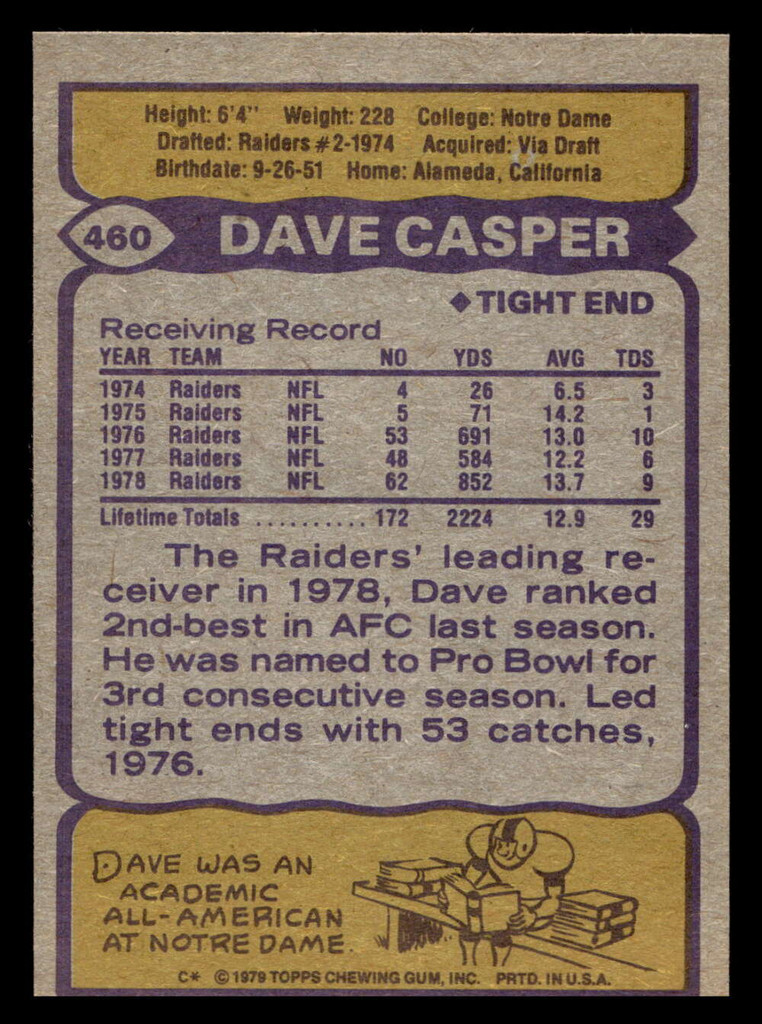 Height: 6'4" Weight: 228 College: Notre Dame
Drafted: Raiders #2-1974 Acquired: Via Draft
Birthdate: 9-26-51 Home: Alameda, California
460 DAVE CASPER
◆TIGHT END
Receiving Record
YEAR TEAM NO YDS AVG TDS
1974 Raiders NFL 4 26 6.5 3
1975 Raiders NFL 5 71 14.2 1
1976 Raiders NFL 53 691 13.0 10
1977 Raiders NFL 48 584 12.2 6
1978 Raiders NFL 62 852 13.7 9
Lifetime Totals .......... 172 2224 12.9 29
The Raiders' leading re-
ceiver in 1978, Dave ranked
2nd-best in AFC last season.
He was named to Pro Bowl for
3rd consecutive season. Led
tight ends with 53 catches,
1976.
DAVE WAS AN
ACADEMIC
ALL-AMERICAN
AT NOTRE DAME.
C* © 1979 TOPPS CHEWING GUM, INC. PRTD. IN U.S.A.